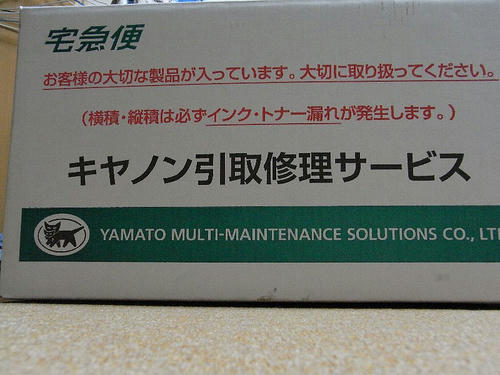 宅急便
お客様の大切な製品が入っています。大切に取り扱ってください。
(横積・縦積は必ずインク・トナー漏れが発生します。)
キヤノン引取修理サービス
YAMATO MULTI-MAINTENANCE SOLUTIONS CO., LT